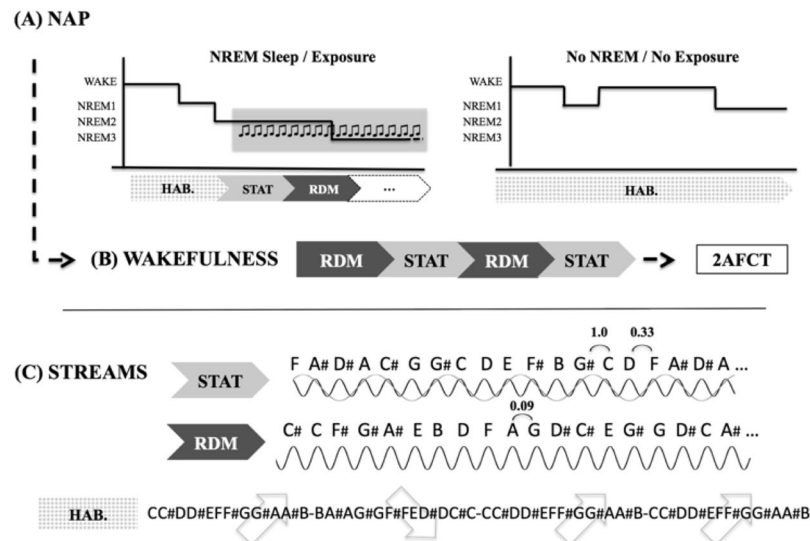 (A) NAP
NREM Sleep / Exposure
No NREM / No Exposure
WAKE
NREM1
NREM2
NREM3
WAKE
NREM1
NREM2
NREM3
HAB.
STAT
RDM
...
HAB.
(B) WAKEFULNESS
RDM
STAT
RDM
STAT
2AFCT
1.0
0.33
(C) STREAMS
STAT
F A# D# A C# G G# C D E F# B G# C D F A# D# A ...
0.09
RDM
C# C F# G# A# E B D F A G D# C# E G# G D# C A# ...
HAB.
CC#DD#EFF#GG#AA#B-BA#AG#GF#FED#DC#C-CC#DD#EFF#GG#AA#B-CC#DD#EFF#GG#AA#B